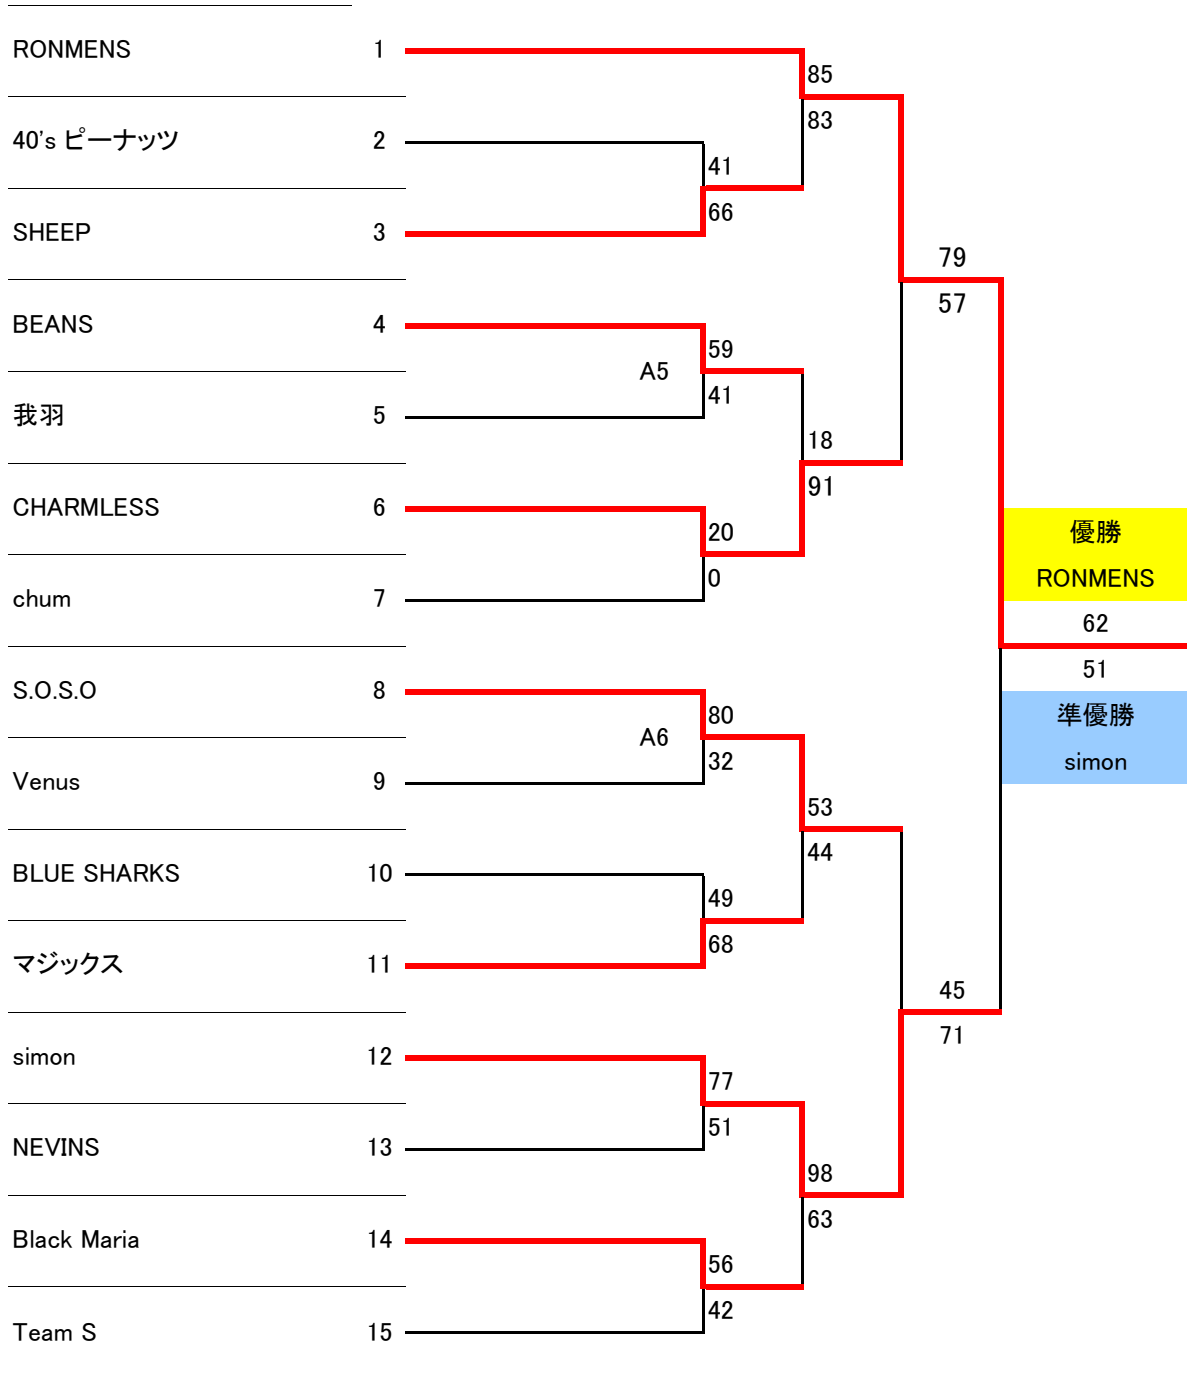 RONMENS 1
85
83
40's ピーナッツ 2
41
66
SHEEP 3
79
57
BEANS 4
59
A5
41
我羽 5
18
91
CHARMLESS 6
20
0
chum 7
優勝
RONMENS
62
51
準優勝
simon
S.O.S.O 8
80
A6
32
Venus 9
53
44
BLUE SHARKS 10
49
68
マジックス 11
45
71
simon 12
77
51
NEVINS 13
98
63
Black Maria 14
56
42
Team S 15